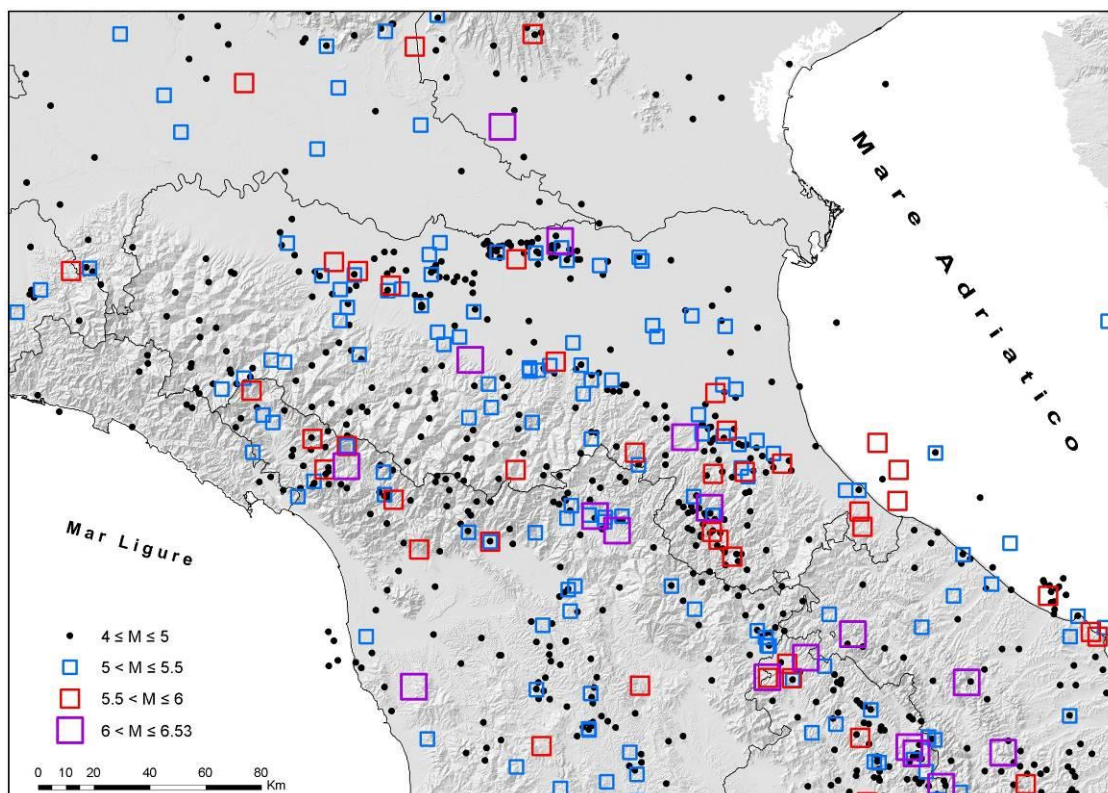 Mare Adriatico
Mar Ligure
4 ≤ M ≤ 5
5 < M ≤ 5.5
5.5 < M ≤ 6
6 < M ≤ 6.53
0 10 20 40 60 80
Km